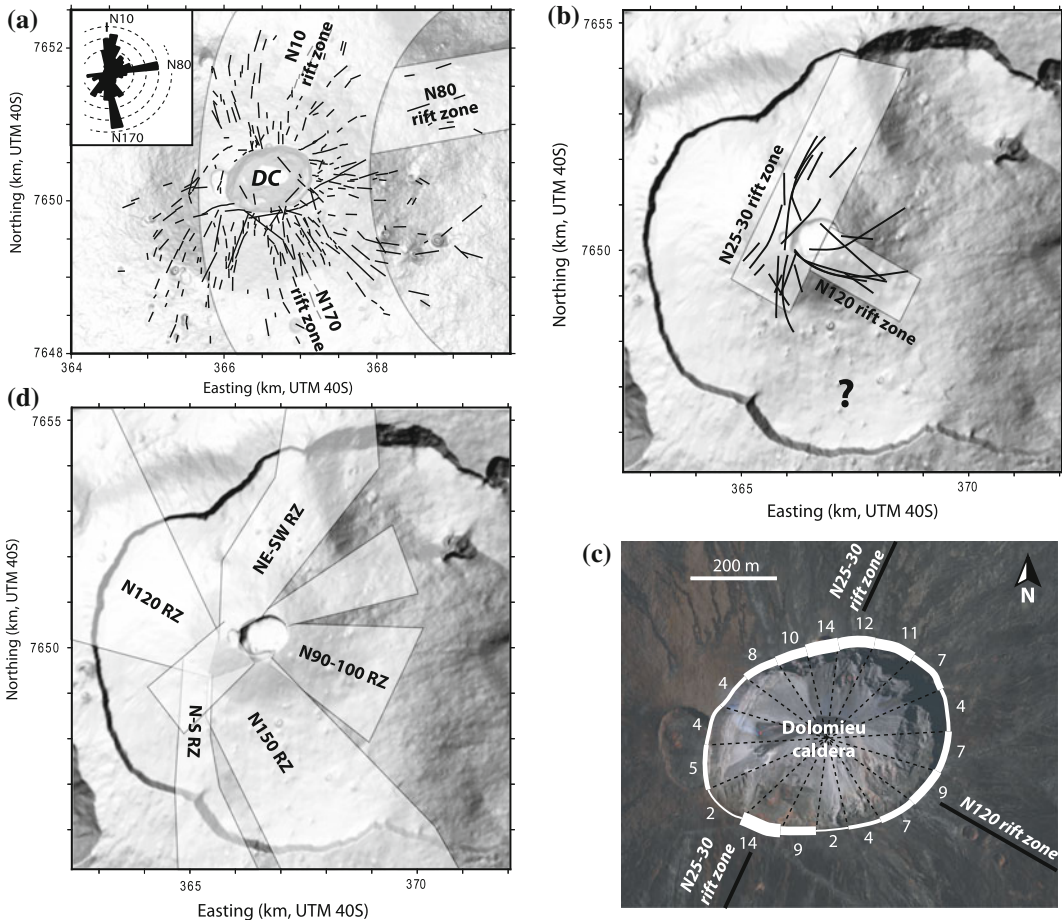 (a)
N10
N80
N170
7652
7650
7648
Northing (km, UTM 40S)
N10
rift zone
N80
rift zone
DC
N170
rift zone
364
366
368
Easting (km, UTM 40S)
(b)
7655
7650
Northing (km, UTM 40S)
N25-30 rift zone
N120 rift zone
?
365
370
Easting (km, UTM 40S)
(d)
7655
7650
Northing (km, UTM 40S)
NE-SW RZ
N120 RZ
N90-100 RZ
N-S RZ
N150 RZ
365
370
Easting (km, UTM 40S)
(c)
200 m
N25-30
rift zone
N
10
14
12
11
8
7
4
4
4
7
5
9
2
7
14
9
2
4
Dolomieu
caldera
N120 rift zone
N25-30
rift zone